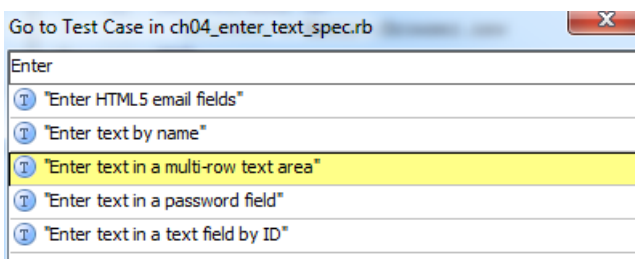 Go to Test Case in ch04_enter_text_spec.rb
Enter
T "Enter HTML5 email fields"
T "Enter text by name"
T "Enter text in a multi-row text area"
T "Enter text in a password field"
T "Enter text in a text field by ID"